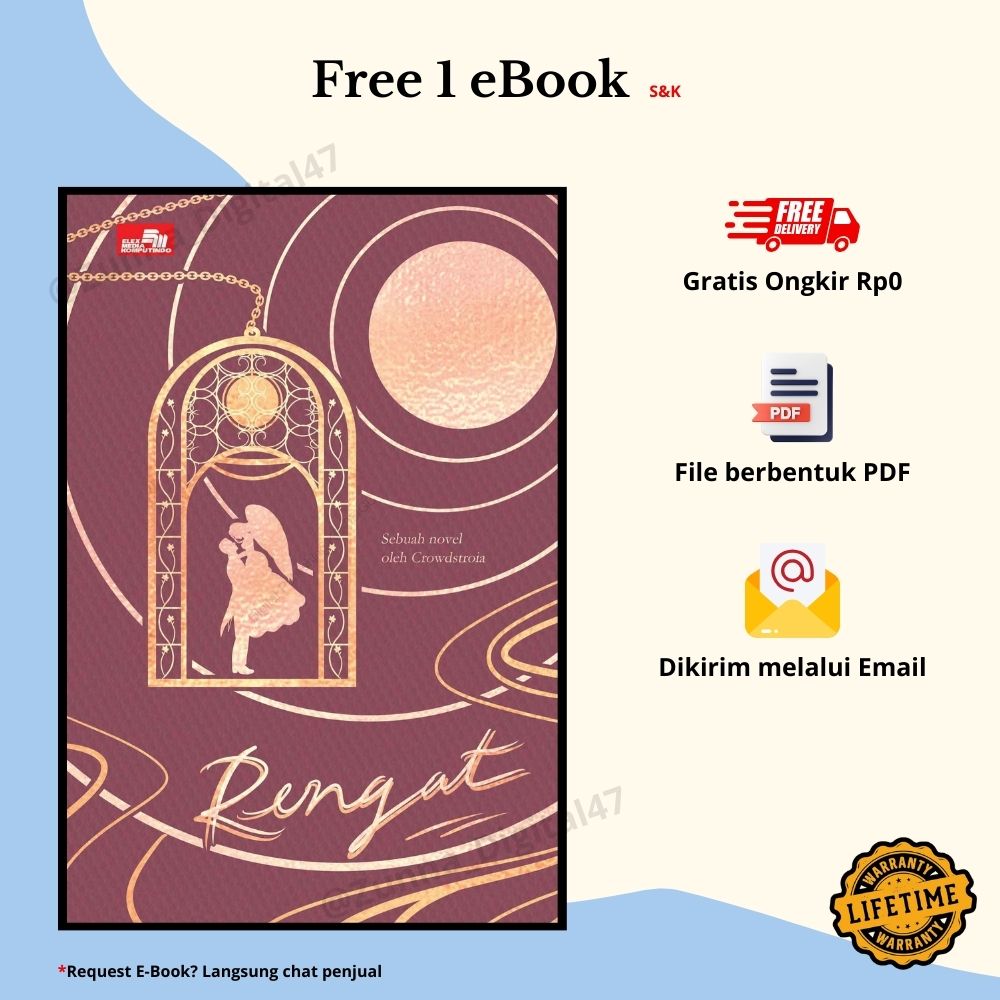 Free 1 eBook S&K
ELEX
MEDIA
KOMPUTINDO
FREE
DELIVERY
Gratis Ongkir Rp0
PDF
File berbentuk PDF
Sebuah novel
oleh Crowdstroia
@
Dikirim melalui Email
Rengat
WARRANTY
LIFETIME
WARRANTY
*Request E-Book? Langsung chat penjual